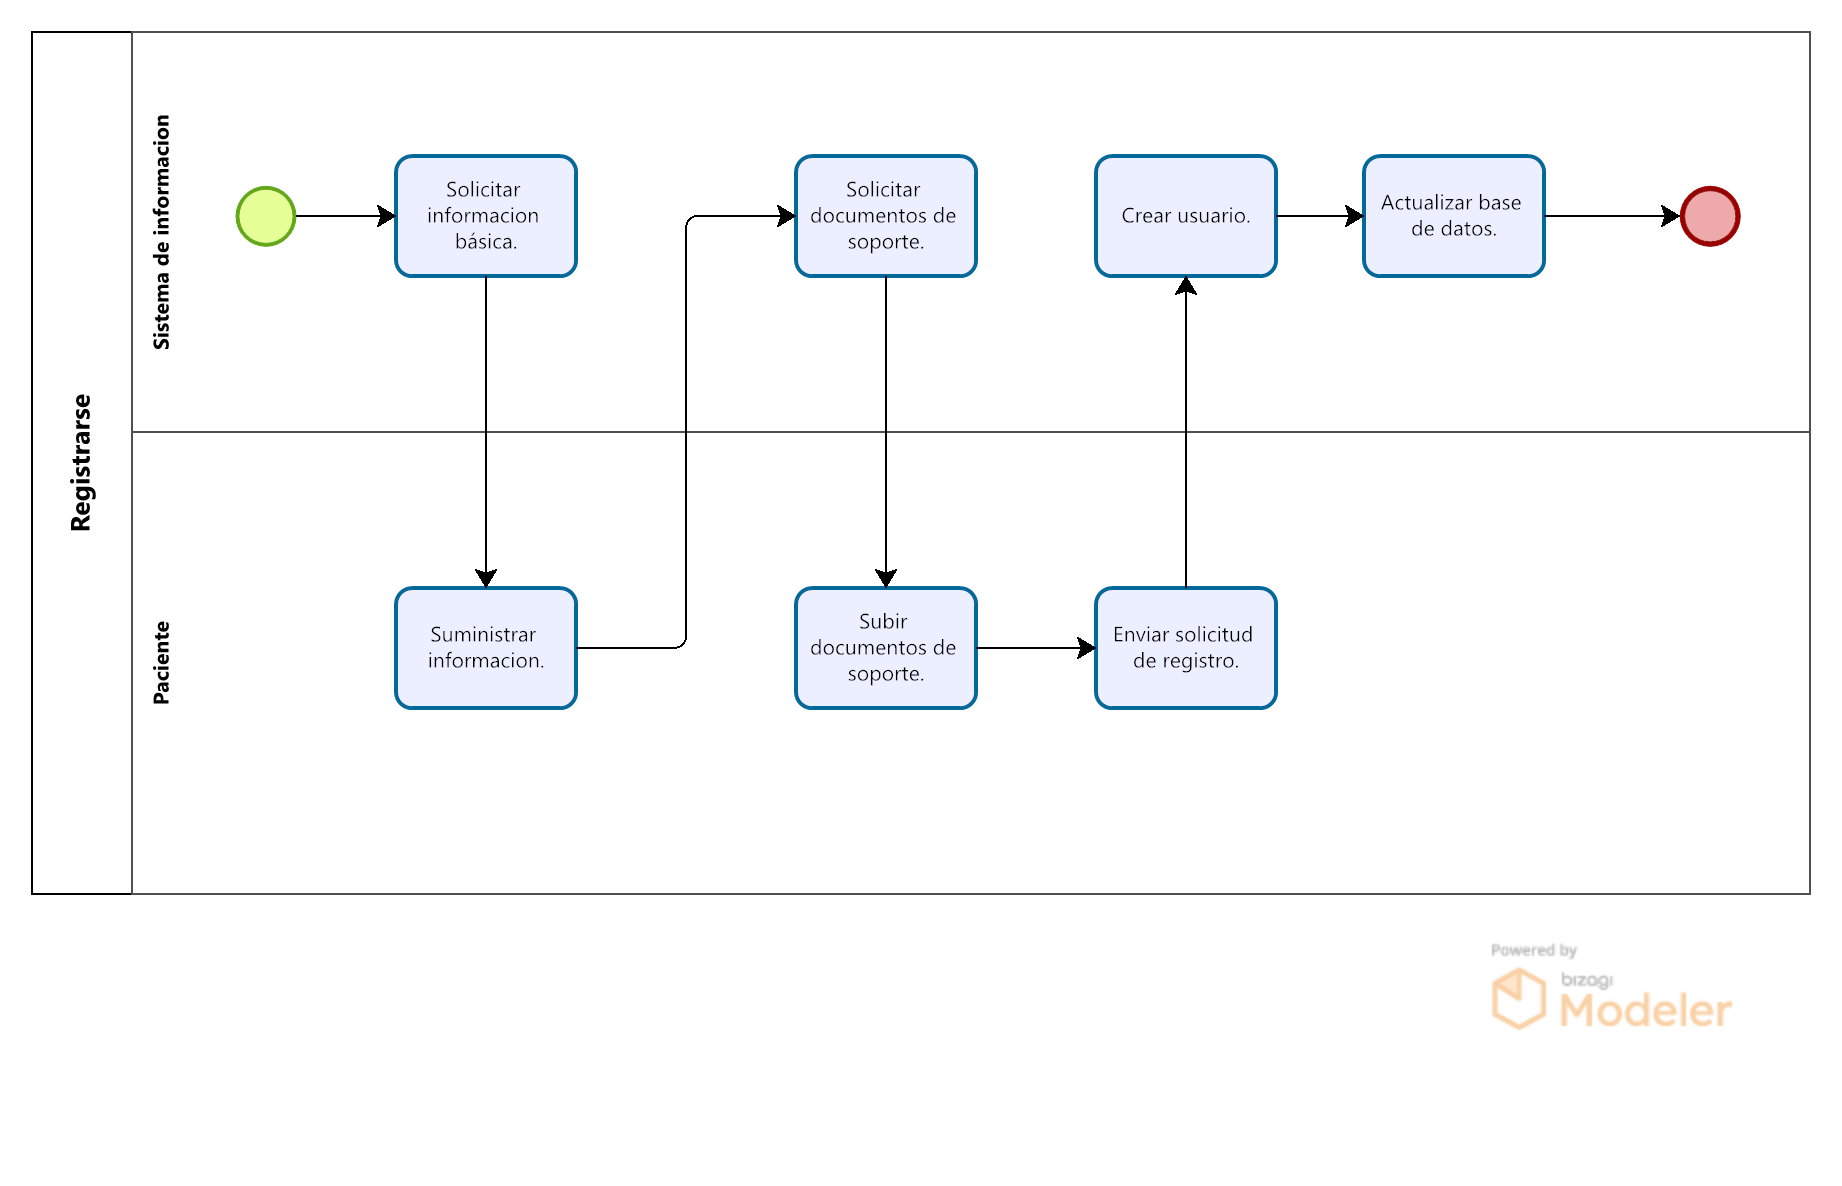 Registrarse
Sistema de informacion
Solicitar
informacion
básica.
Solicitar
documentos de
soporte.
Crear usuario.
Actualizar base
de datos.
Paciente
Suministrar
informacion.
Subir
documentos de
soporte.
Enviar solicitud
de registro.
Powered by
bizagi
Modeler